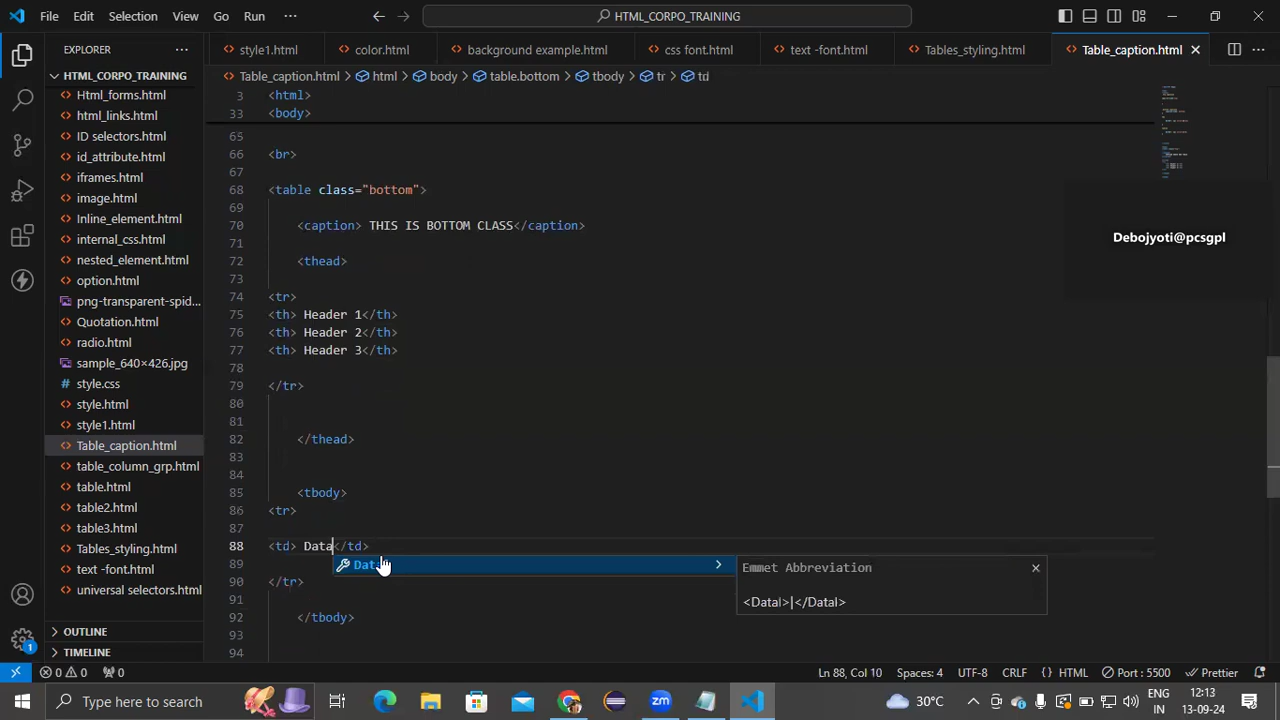 File Edit Selection View Go Run ··· HTML_CORPO_TRAINING
EXPLORER ···
HTML_CORPO_TRAINING
Html_forms.html
html_links.html
ID selectors.html
id_attribute.html
iframes.html
image.html
Inline_element.html
internal_css.html
nested_element.html
option.html
png-transparent-spid...
Quotation.html
radio.html
sample_640×426.jpg
style.css
style.html
style1.html
Table_caption.html
table_column_grp.html
table.html
table2.html
table3.html
Tables_styling.html
text -font.html
universal selectors.html
OUTLINE
TIMELINE
style1.html color.html background example.html css font.html text -font.html Tables_styling.html Table_caption.html
Table_caption.html > html > body > table.bottom > tbody > tr > td
3 <html>
33 <body>
65
66 <br>
67
68 <table class="bottom">
69
70 <caption> THIS IS BOTTOM CLASS</caption>
71
72 <thead>
73
74 <tr>
75 <th> Header 1</th>
76 <th> Header 2</th>
77 <th> Header 3</th>
78
79 </tr>
80
81
82 </thead>
83
84
85 <tbody>
86 <tr>
87
88 <td> Data</td>
89
90 </tr>
91
92 </tbody>
93
94
Emmet Abbreviation
<Data>|</Data>
Debojyoti@pcsgpl
0 0 0 Ln 88, Col 10 Spaces: 4 UTF-8 CRLF {} HTML Port : 5500 Prettier
1
Type here to search
zm
30°C
ENG
IN
12:13
13-09-24